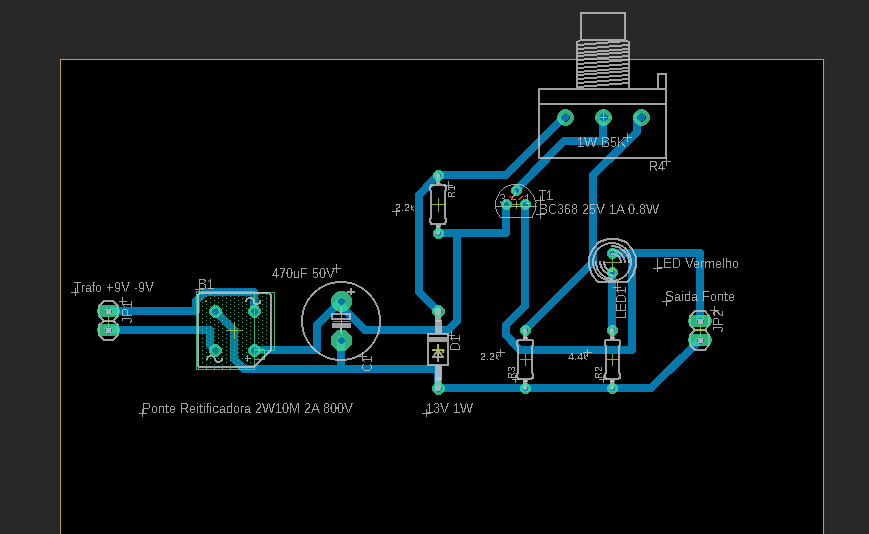 1W B5K
R4
R1
2.2k
T1
BC368 25V 1A 0.8W
LED Vermelho
470uF 50V
B1
Trafo +9V -9V
JP1
LED1
Saida Fonte
JP2
D1
C1
2.2k
R3
4.4k
R2
Ponte Reitificadora 2W10M 2A 800V
13V 1W